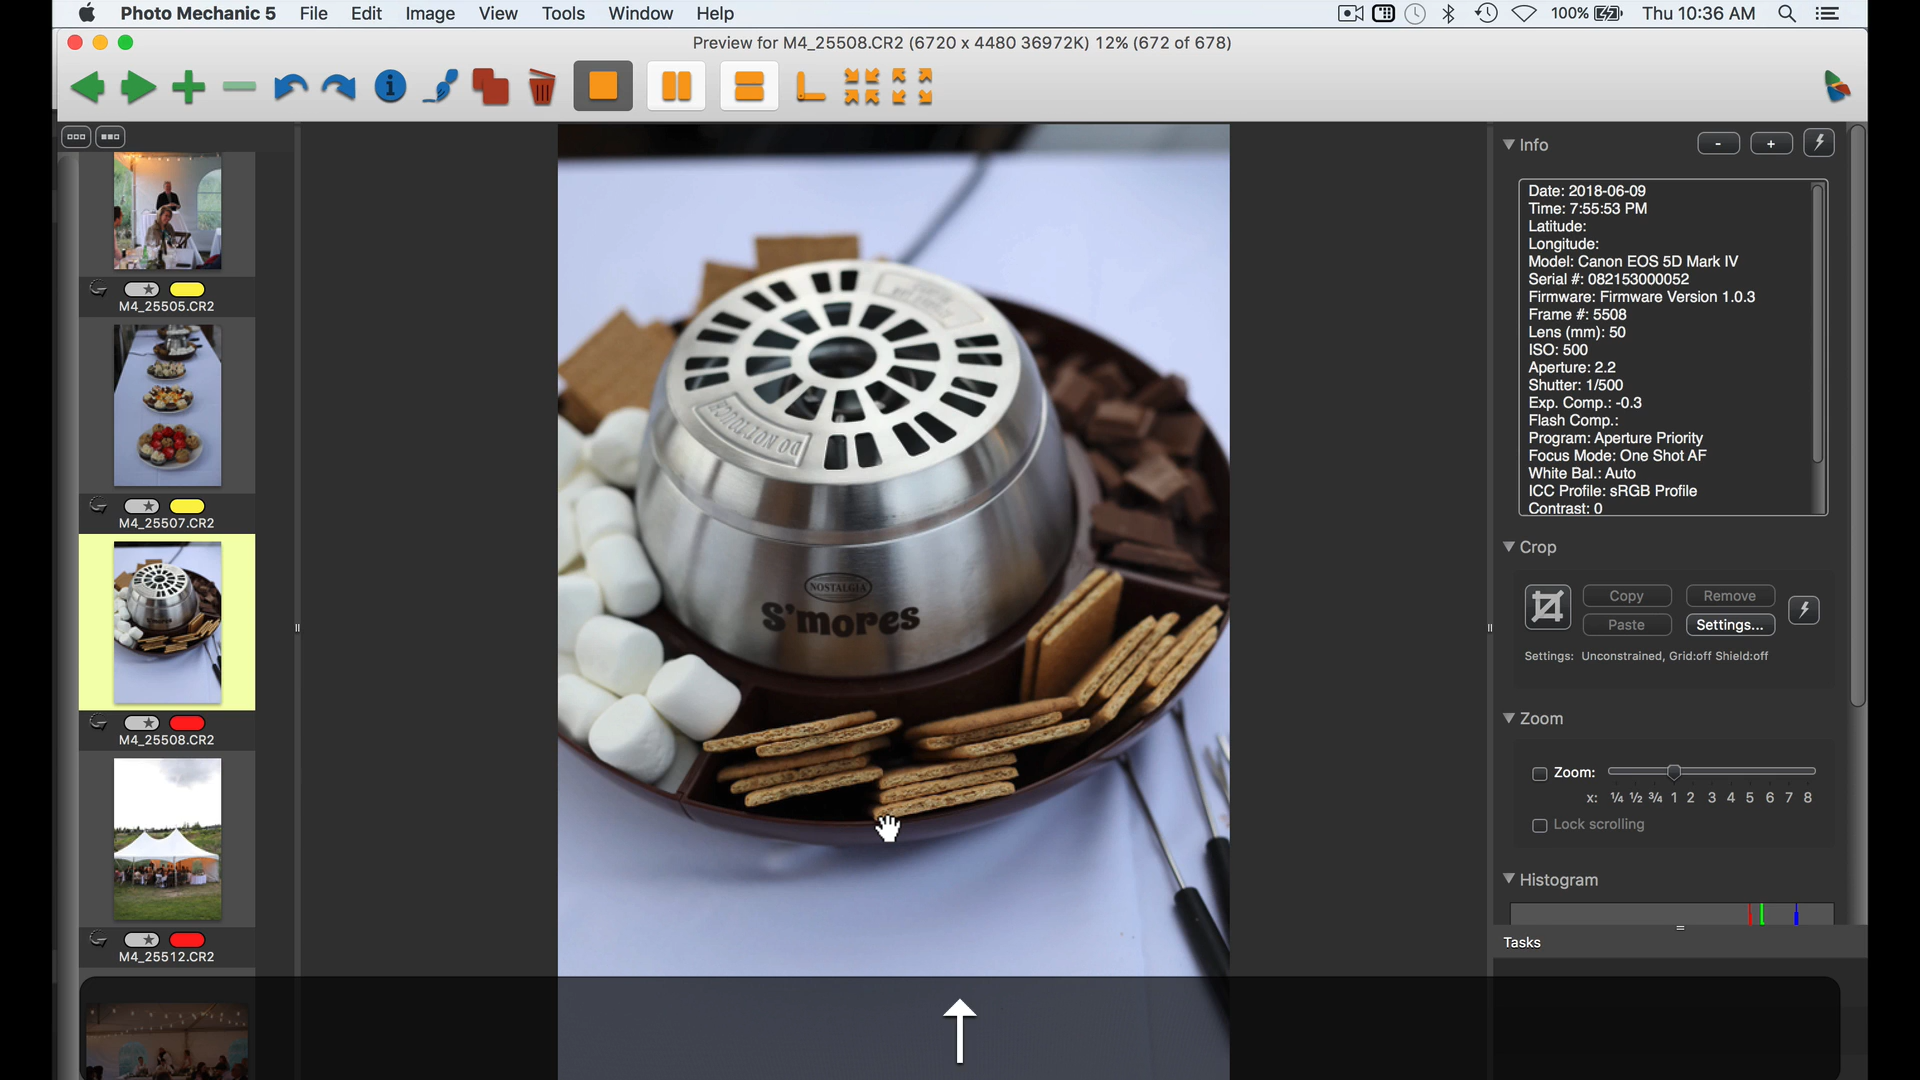 Photo Mechanic 5 File Edit Image View Tools Window Help
100% Thu 10:36 AM
Preview for M4_25508.CR2 (6720 x 4480 36972K) 12% (672 of 678)
M4_25505.CR2
M4_25507.CR2
M4_25508.CR2
M4_25512.CR2
DO NOT TOUCH
NOSTALGIA
S'mores
Info
- +
Date: 2018-06-09
Time: 7:55:53 PM
Latitude:
Longitude:
Model: Canon EOS 5D Mark IV
Serial #: 082153000052
Firmware: Firmware Version 1.0.3
Frame #: 5508
Lens (mm): 50
ISO: 500
Aperture: 2.2
Shutter: 1/500
Exp. Comp.: -0.3
Flash Comp.:
Program: Aperture Priority
Focus Mode: One Shot AF
White Bal.: Auto
ICC Profile: sRGB Profile
Contrast: 0
Crop
Copy Remove
Paste Settings...
Settings: Unconstrained, Grid:off Shield:off
Zoom
Zoom:
x: ¼ ½ ¾ 1 2 3 4 5 6 7 8
Lock scrolling
Histogram
Tasks